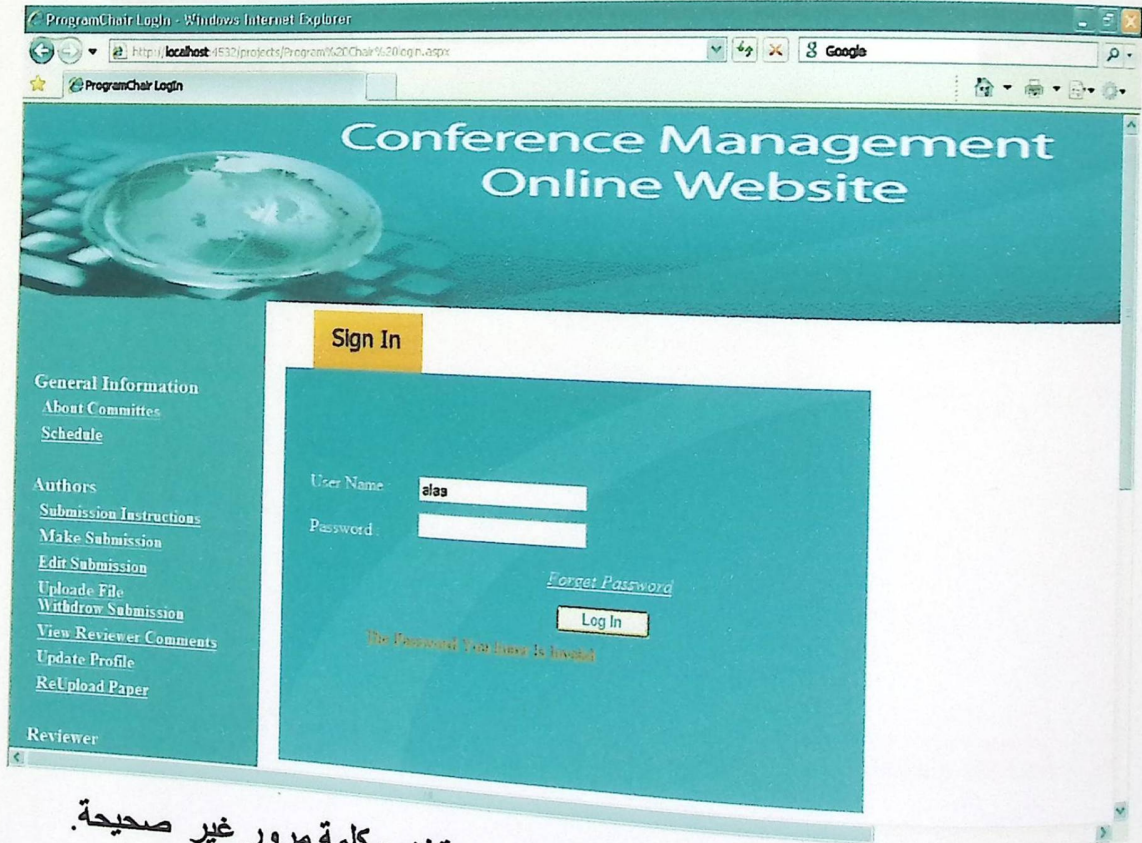 ProgramChair LogIn - Windows Internet Explorer
http://localhost:4532/projects/Program%20Chair%20login.aspx
Google
ProgramChair LogIn
Conference Management
Online Website
Sign In
General Information
About Committes
Schedule
Authors
Submission Instructions
Make Submission
Edit Submission
Uploade File
Withdrow Submission
View Reviewer Comments
Update Profile
ReUpload Paper
Reviewer
User Name
alaa
Password :
Forget Password
Log In
The Password You Enter Is Invalid
كلمة مرور غير صحيحة.